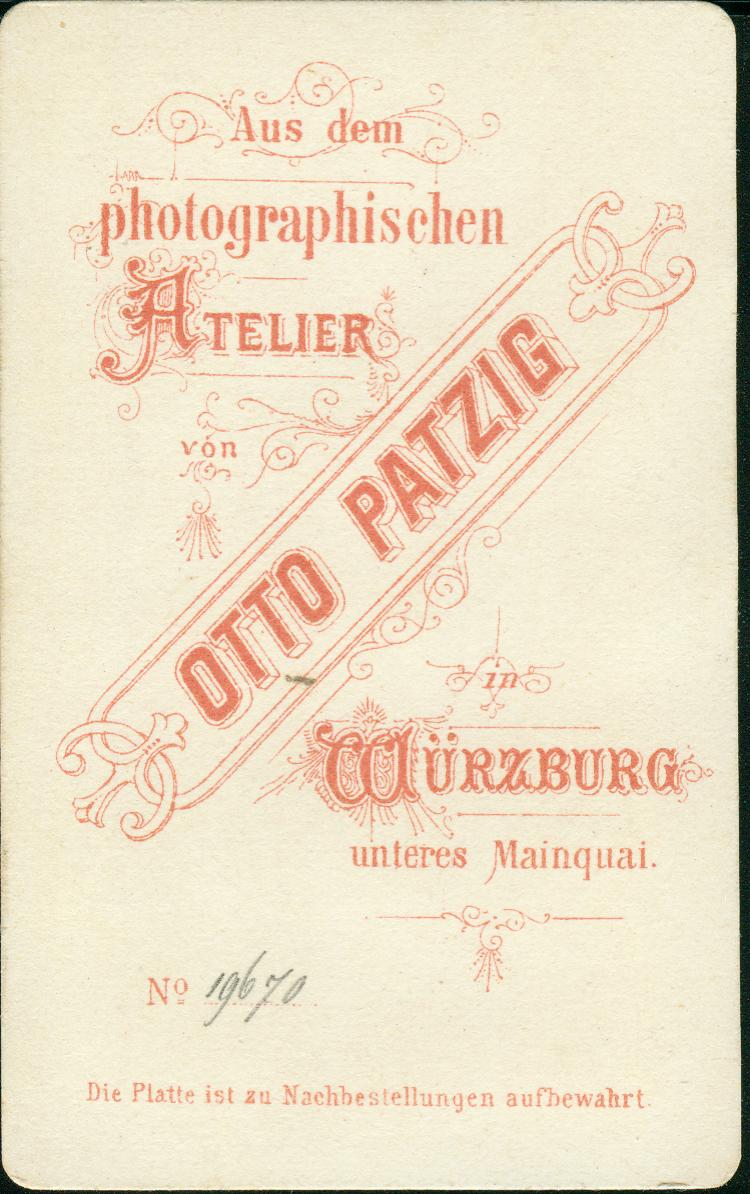 Aus dem
photographischen
ATELIER
von
OTTO PATZIG
in
WÜRZBURG
unteres Mainquai.
Nº 19670
Die Platte ist zu Nachbestellungen aufbewahrt.